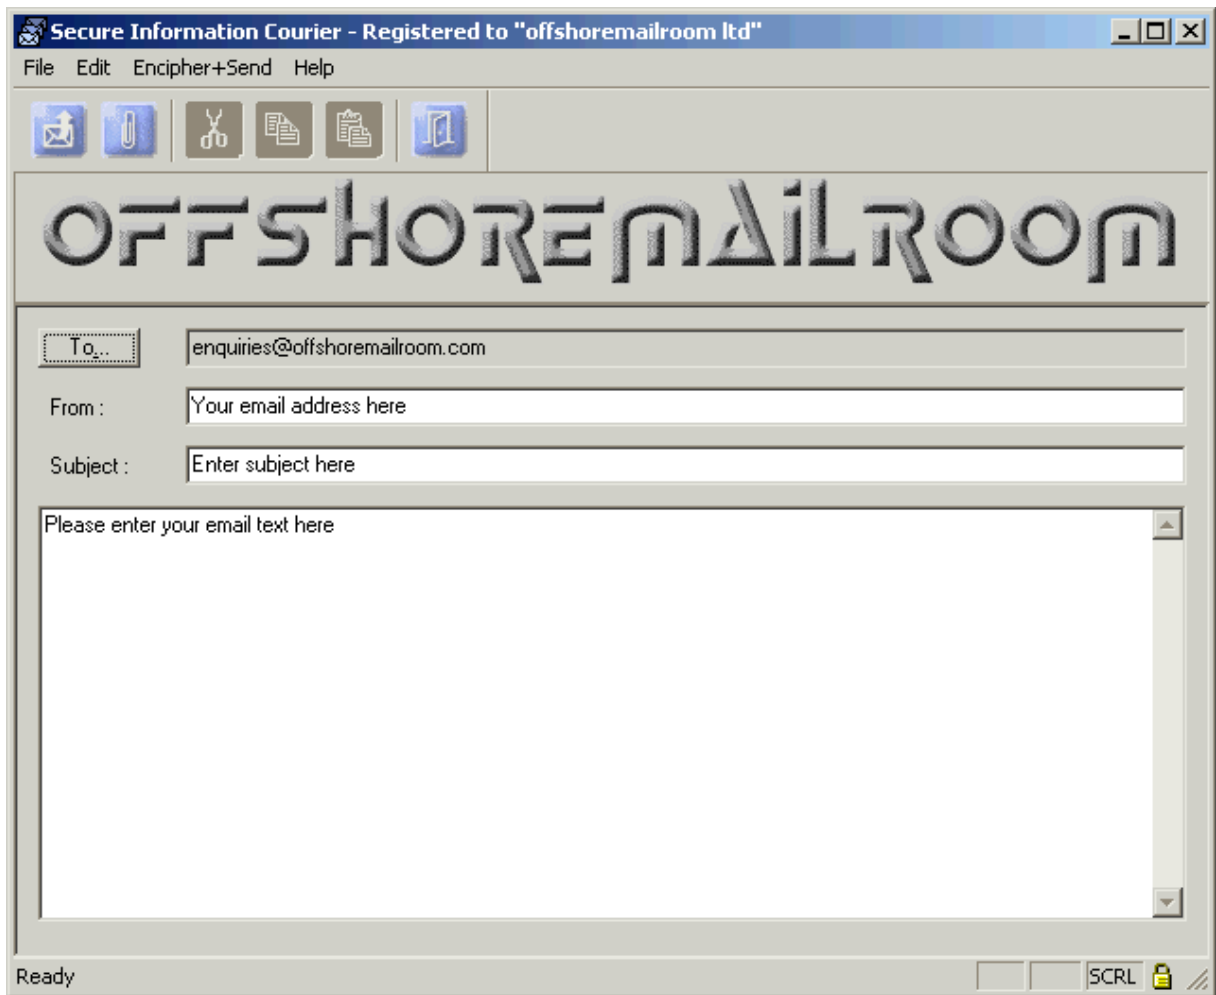 Secure Information Courier - Registered to "offshoremailroom ltd"
File Edit Encipher+Send Help
OFFSHOREMAILROOM
To... enquiries@offshoremailroom.com
From : Your email address here
Subject : Enter subject here
Please enter your email text here
Ready SCRL